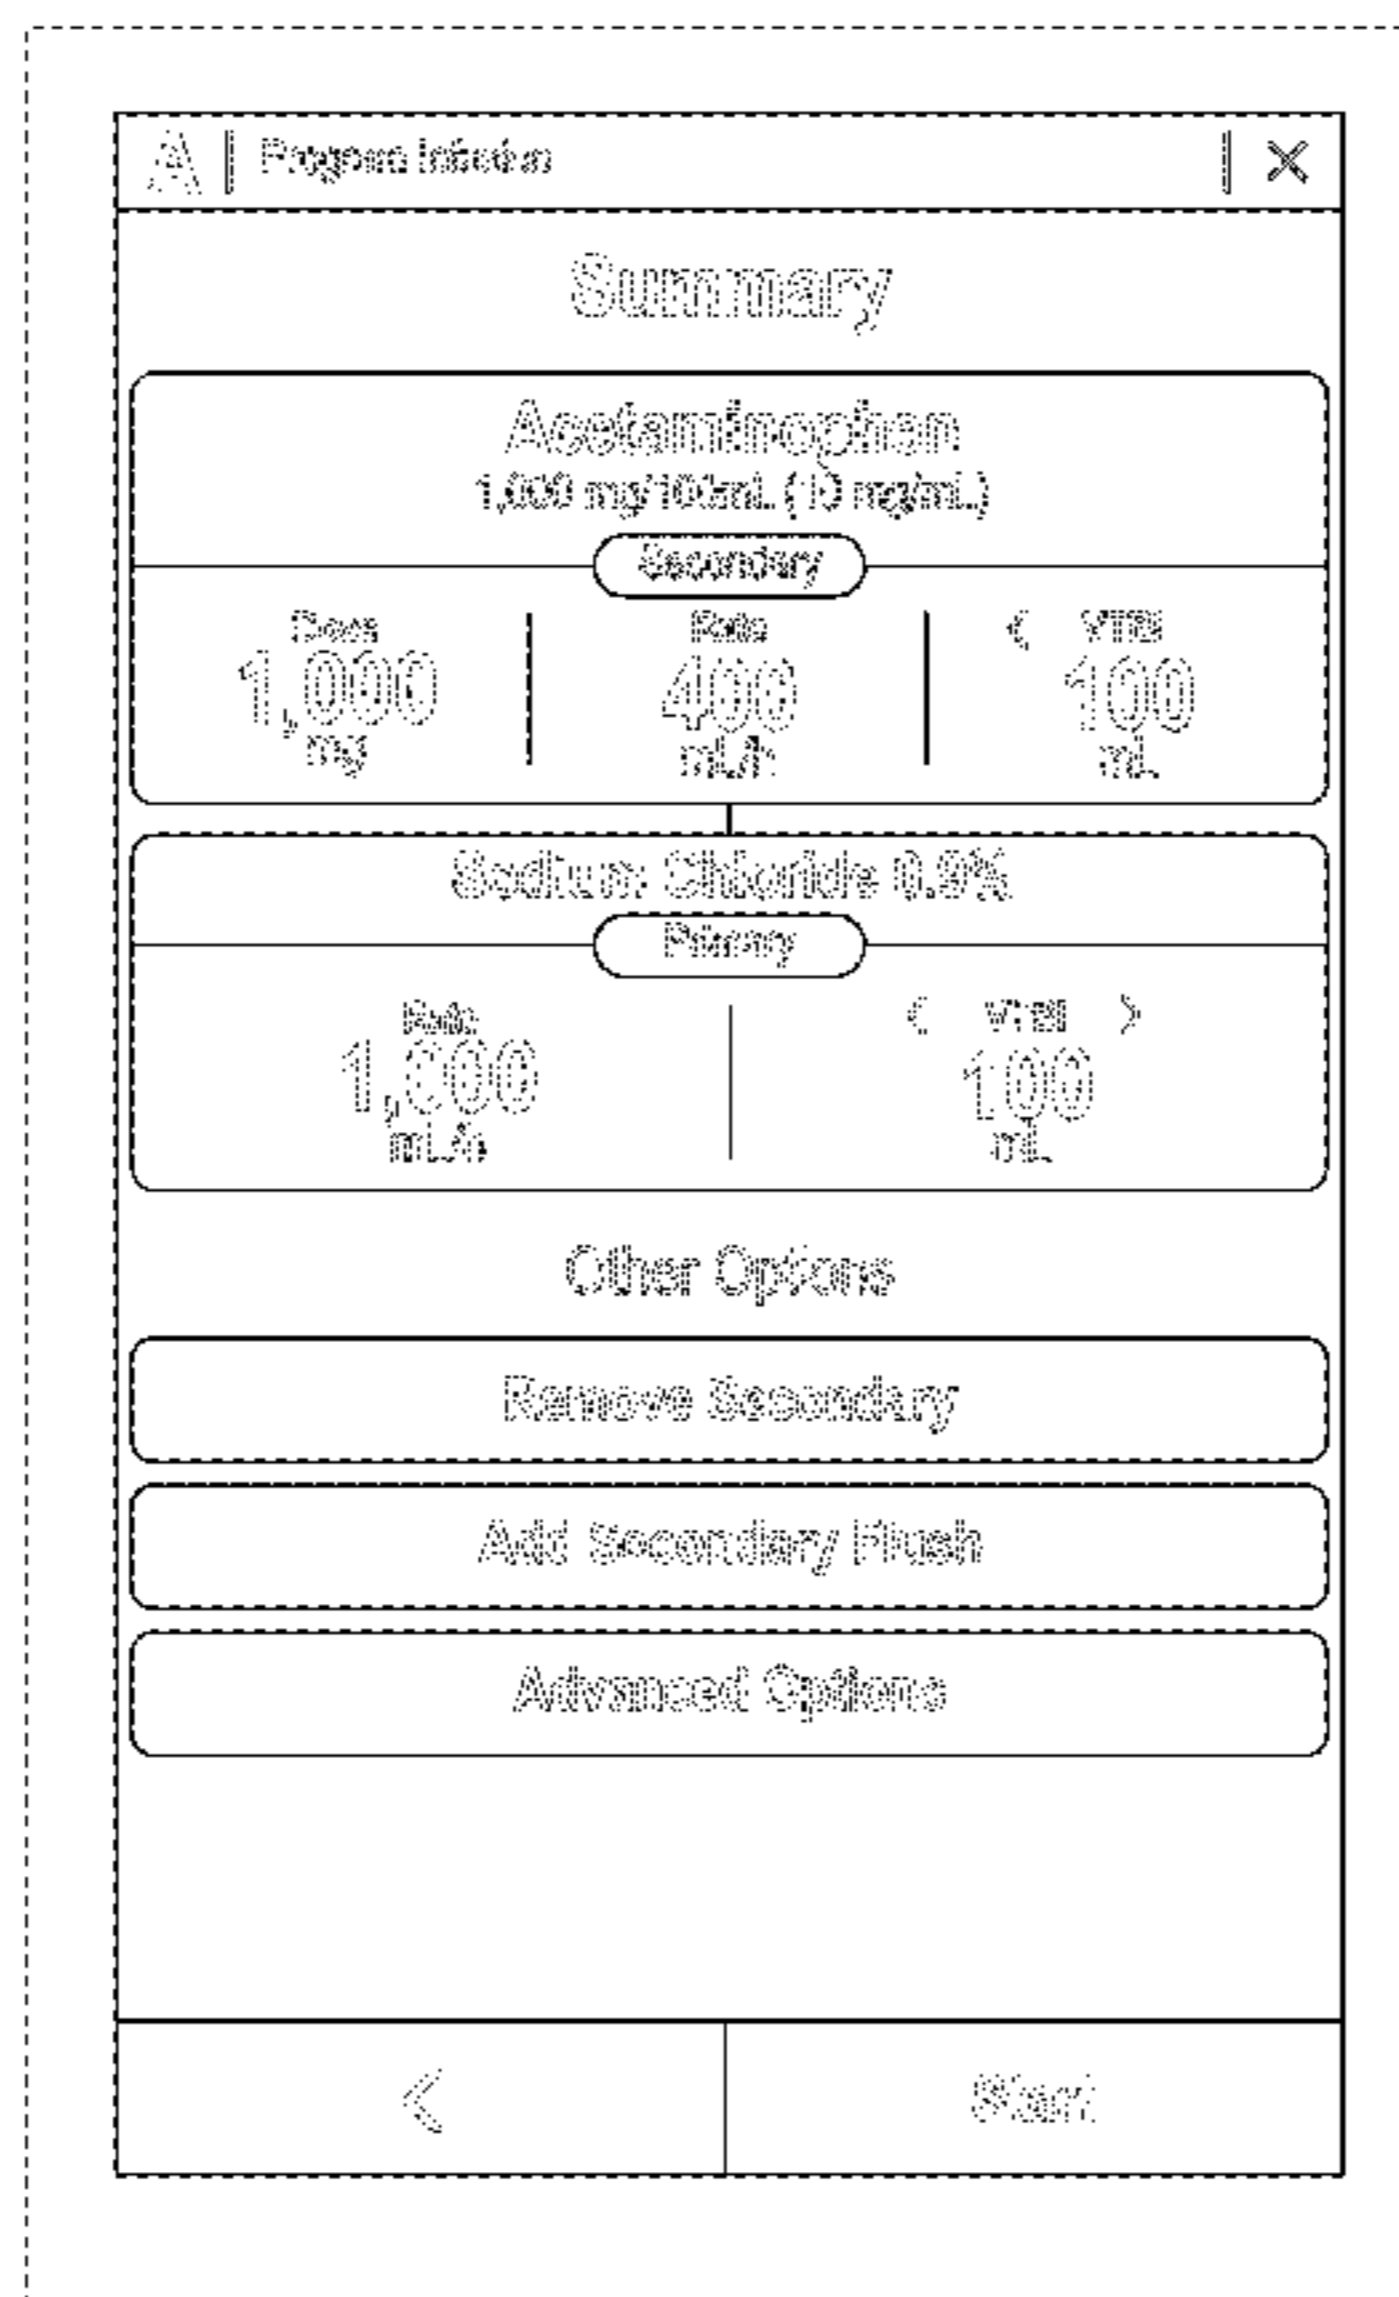 A Program Infusion ×
Summary
Acetaminophen
1,000 mg/100mL (10 mg/mL)
Secondary
Dose Rate < VTBI
1,000 400 100
mg mL/h mL
Sodium Chloride 0.9%
Primary
Rate < VTBI >
1,000 100
mL/h mL
Other Options
Remove Secondary
Add Secondary Flush
Advanced Options
< Start